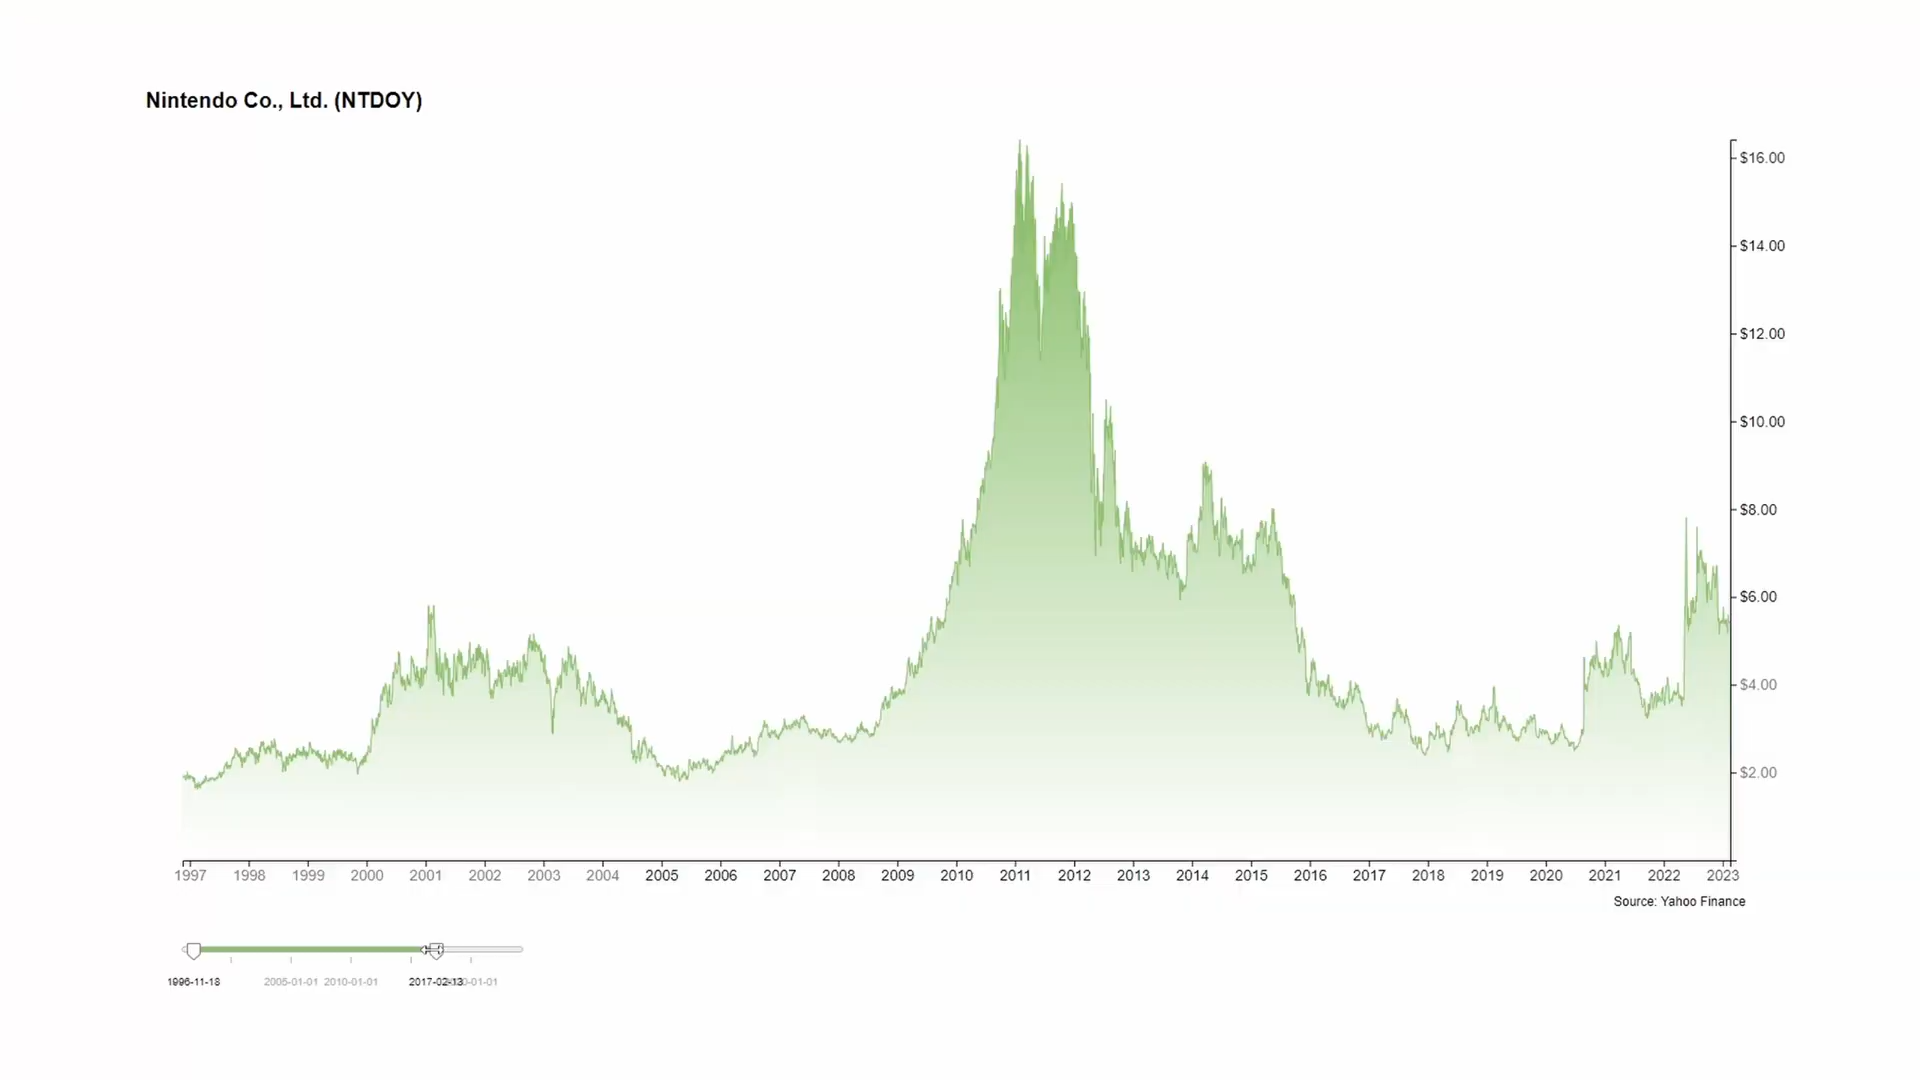 Nintendo Co., Ltd. (NTDOY)
$16.00
$14.00
$12.00
$10.00
$8.00
$6.00
$4.00
$2.00
1997 1998 1999 2000 2001 2002 2003 2004 2005 2006 2007 2008 2009 2010 2011 2012 2013 2014 2015 2016 2017 2018 2019 2020 2021 2022 2023
Source: Yahoo Finance
1996-11-18 2005-01-01 2010-01-01 2017-02-13 0-01-01